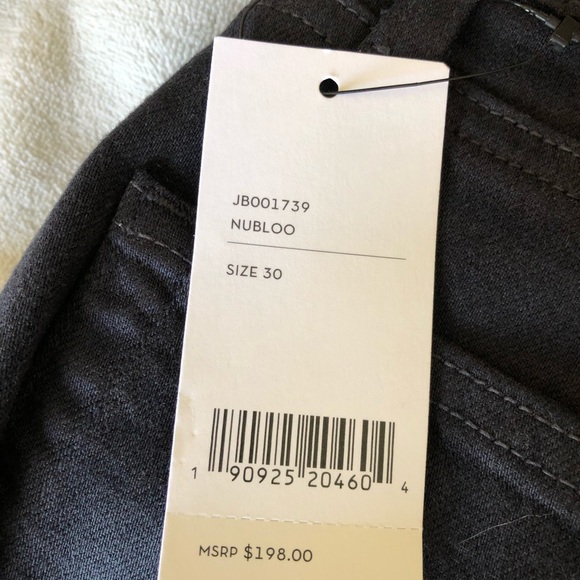 JB001739
NUBLOO
SIZE 30
1 90925 20460 4
MSRP $198.00